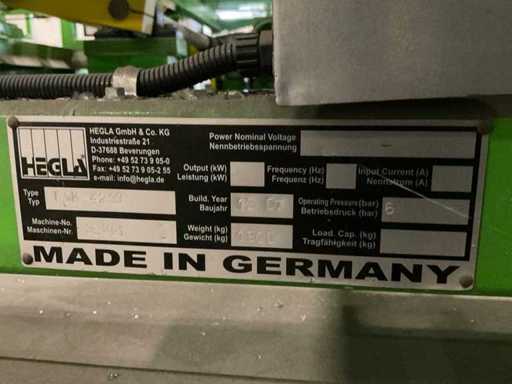 HEGLA
HEGLA GmbH & Co. KG
Industriestraße 21
D-37688 Beverungen
Phone: +49 52 73 9 05-0
Fax: +49 52 73 9 05-2 55
e-mail: info@hegla.de
Power Nominal Voltage
Nennbetriebsspannung
Output (kW)
Leistung (kW)
Frequency (Hz)
Frequenz (Hz)
Input Current (A)
Nennstrom (A)
Type
Typ
Build. Year
Baujahr
Operating Pressure (bar)
Betriebsdruck (bar)
6
Machine-No.
Maschinen-Nr.
Weight (kg)
Gewicht (kg)
Load. Cap. (kg)
Tragfähigkeit (kg)
MADE IN GERMANY